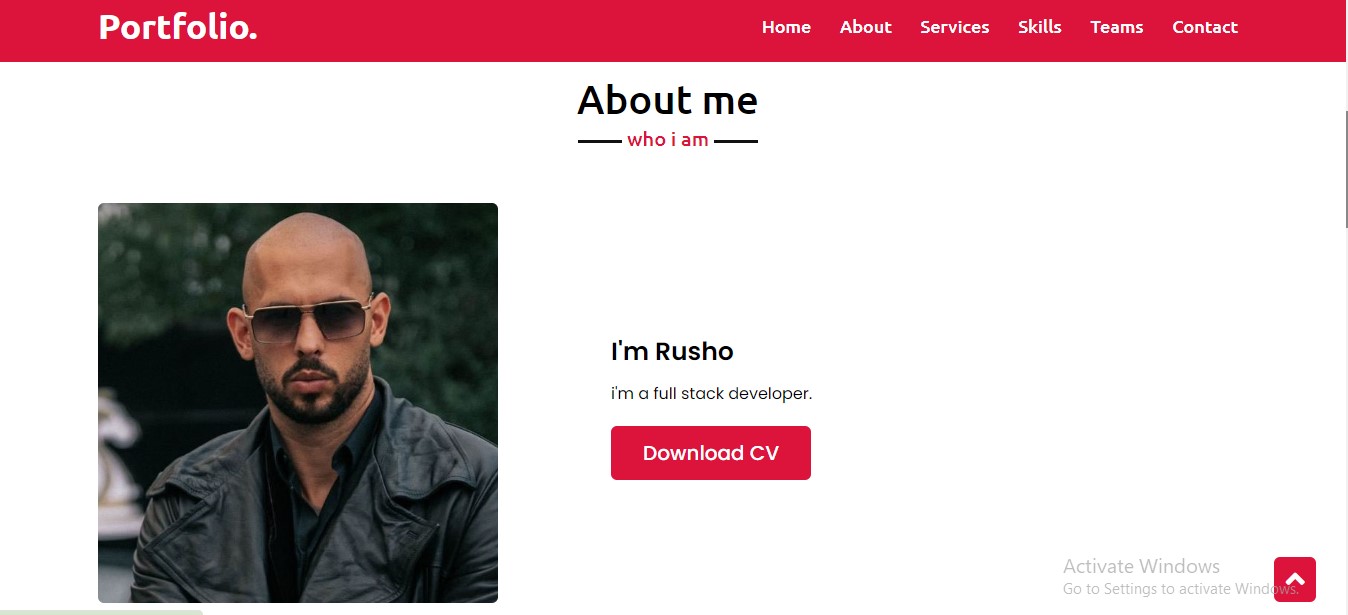 Portfolio.
Home About Services Skills Teams Contact
About me
who i am
I'm Rusho
i'm a full stack developer.
Download CV
Activate Windows
Go to Settings to activate Windows.